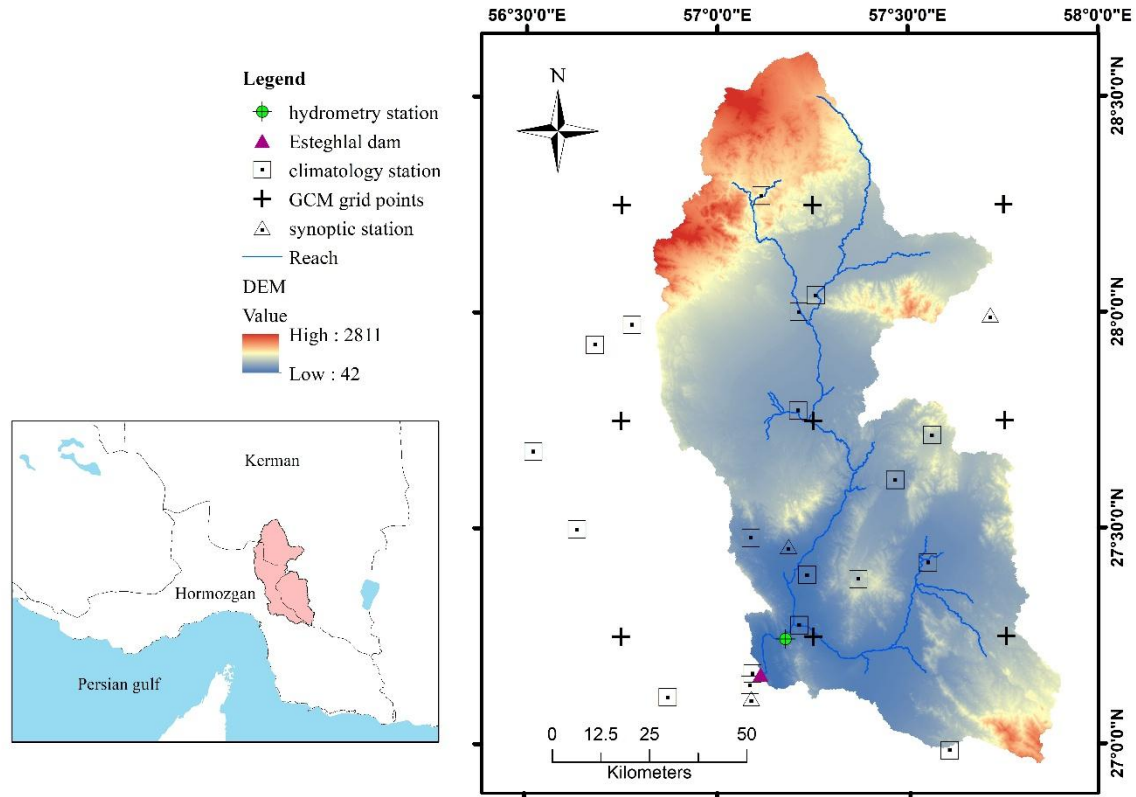 56°30'0"E
57°0'0"E
57°30'0"E
58°0'0"E
Legend
hydrometry station
Esteghlal dam
climatology station
GCM grid points
synoptic station
Reach
DEM
Value
High : 2811
Low : 42
N
28°30'0"N
28°0'0"N
27°30'0"N
27°0'0"N
Kerman
Hormozgan
Persian gulf
0 12.5 25 50
Kilometers